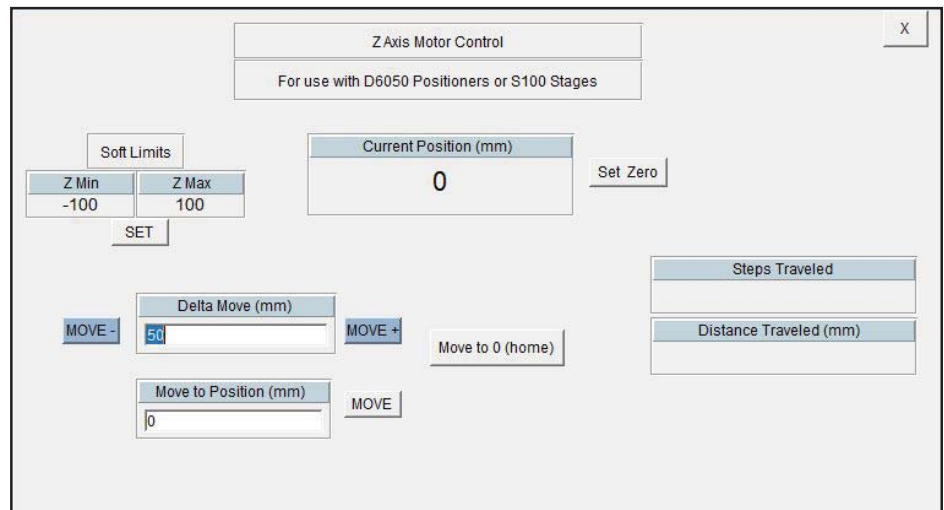 X
Z Axis Motor Control
For use with D6050 Positioners or S100 Stages
Soft Limits
Z Min
Z Max
-100
100
SET
Current Position (mm)
0
Set Zero
Steps Traveled
Distance Traveled (mm)
MOVE -
Delta Move (mm)
50
MOVE +
Move to 0 (home)
Move to Position (mm)
0
MOVE